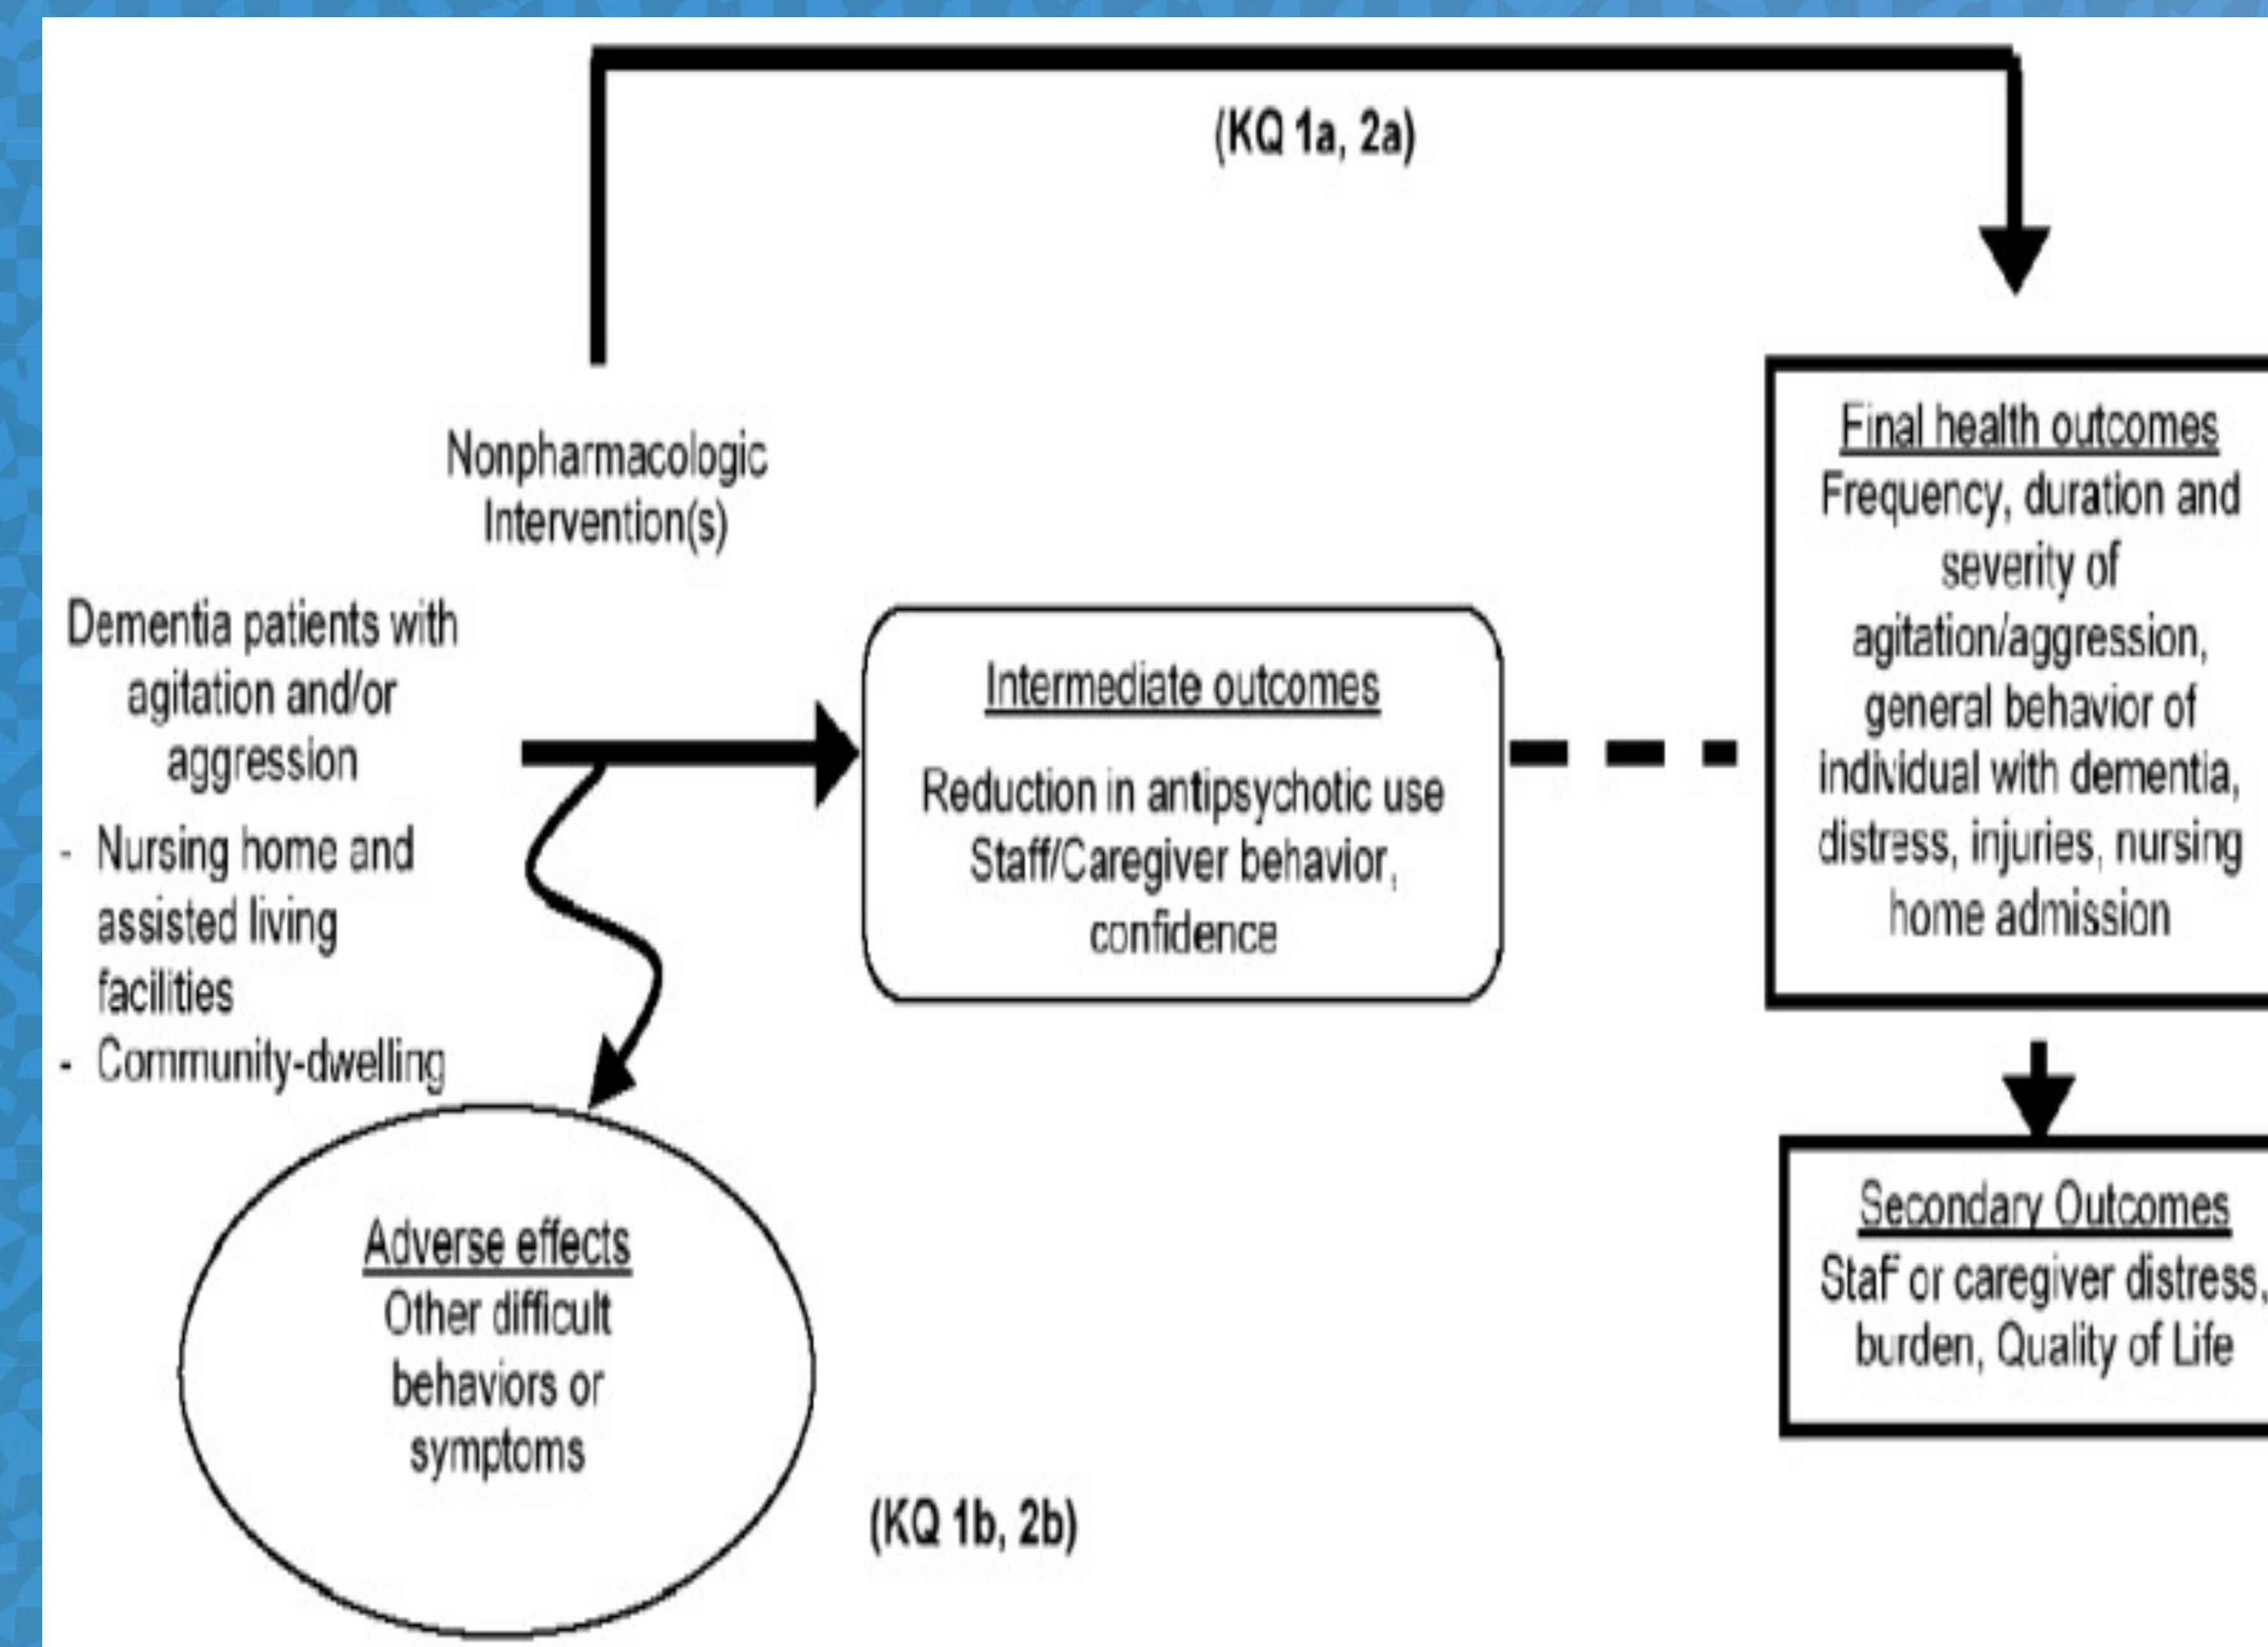 (KQ 1a, 2a)
Nonpharmacologic
Intervention(s)
Dementia patients with
agitation and/or
aggression
- Nursing home and
assisted living
facilities
- Community-dwelling
Intermediate outcomes
Reduction in antipsychotic use
Staff/Caregiver behavior,
confidence
Final health outcomes
Frequency, duration and
severity of
agitation/aggression,
general behavior of
individual with dementia,
distress, injuries, nursing
home admission
Adverse effects
Other difficult
behaviors or
symptoms
(KQ 1b, 2b)
Secondary Outcomes
Staff or caregiver distress,
burden, Quality of Life